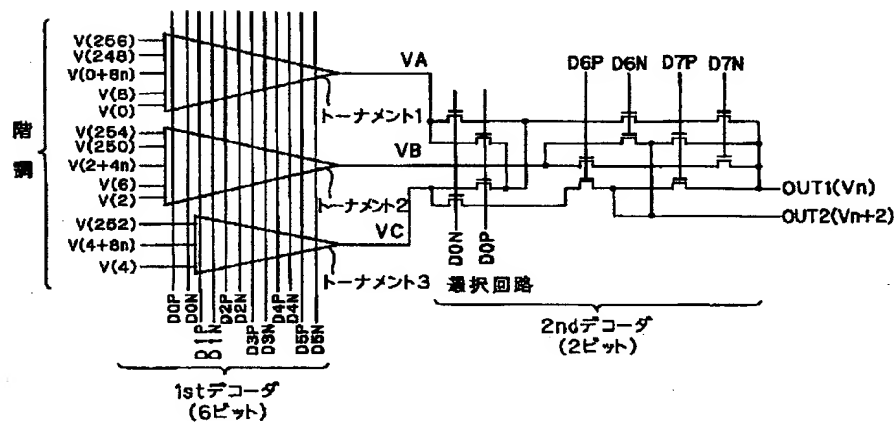 階調
V(256)
V(248)
V(0+8n)
V(8)
V(0)
V(254)
V(250)
V(2+4n)
V(6)
V(2)
V(252)
V(4+8n)
V(4)
VA
トーナメント1
VB
トーナメント2
VC
トーナメント3
D0P
D0N
D1P
D1N
D2P
D2N
D3P
D3N
D4P
D4N
D5P
D5N
1stデコーダ
(6ビット)
D0N
D0P
選択回路
D6P
D6N
D7P
D7N
OUT1(Vn)
OUT2(Vn+2)
2ndデコーダ
(2ビット)